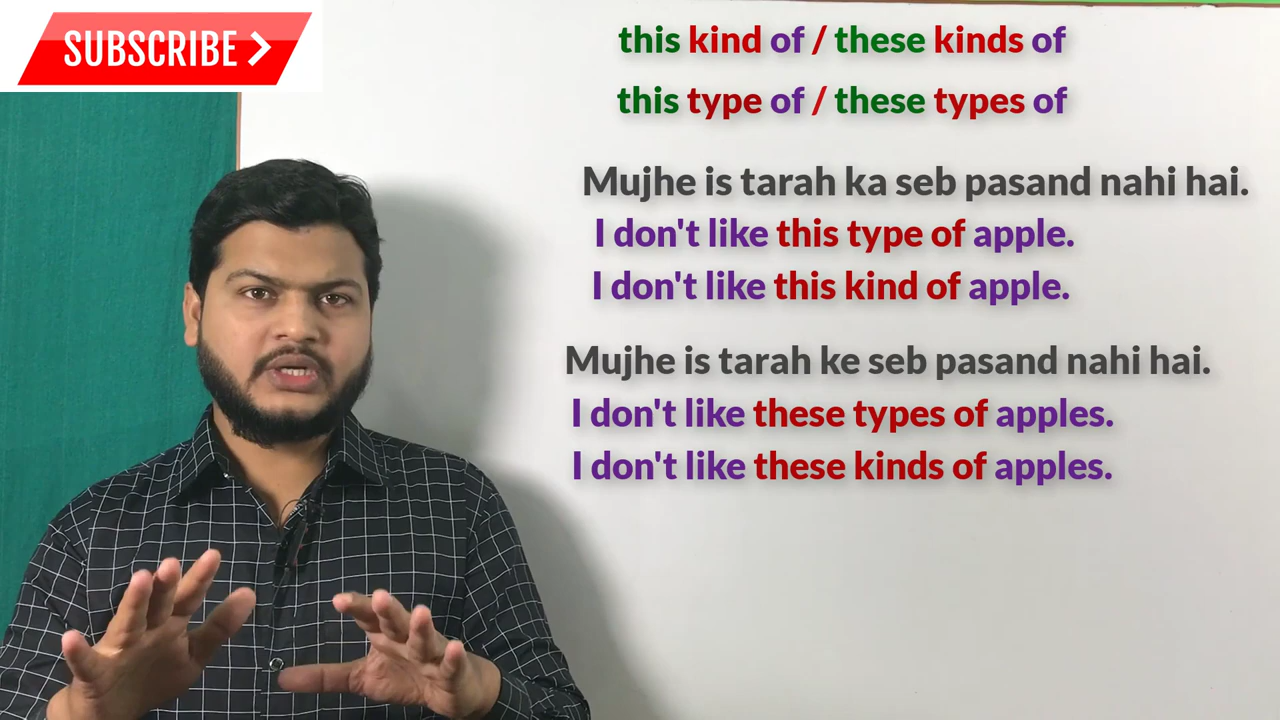 SUBSCRIBE
this kind of / these kinds of
this type of / these types of
Mujhe is tarah ka seb pasand nahi hai.
I don't like this type of apple.
I don't like this kind of apple.
Mujhe is tarah ke seb pasand nahi hai.
I don't like these types of apples.
I don't like these kinds of apples.